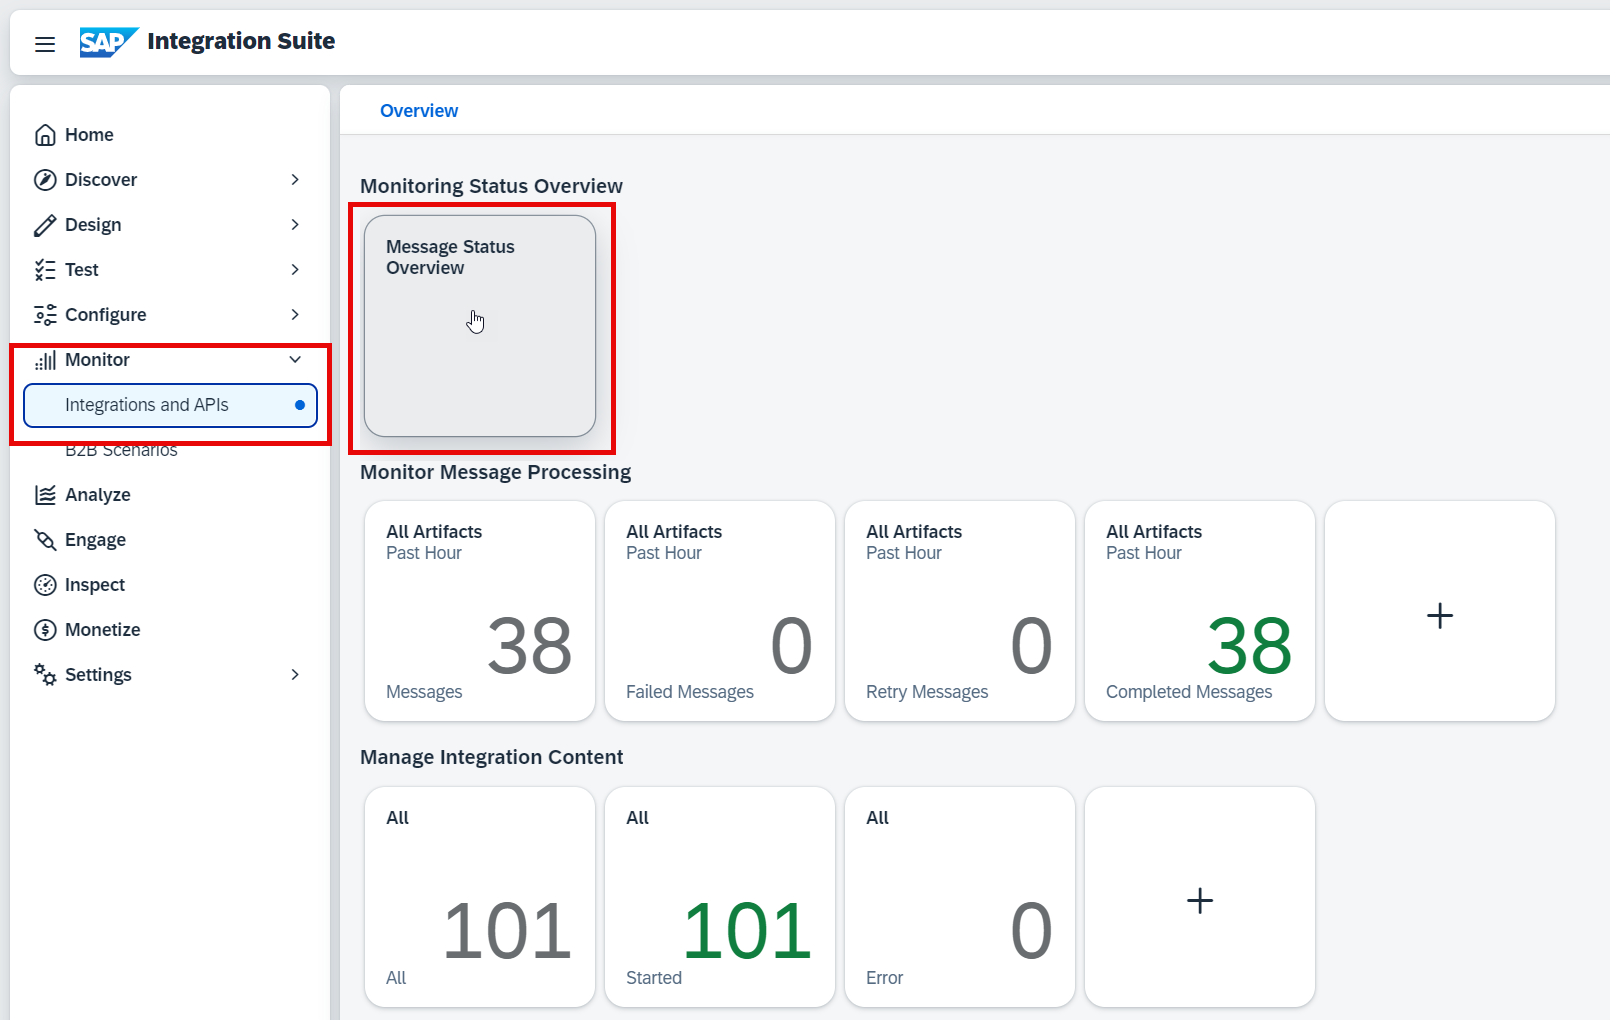 SAP Integration Suite
Home
Discover
Design
Test
Configure
Monitor
Integrations and APIs
B2B Scenarios
Analyze
Engage
Inspect
Monetize
Settings
Overview
Monitoring Status Overview
Message Status
Overview
Monitor Message Processing
All Artifacts
Past Hour
38
Messages
All Artifacts
Past Hour
0
Failed Messages
All Artifacts
Past Hour
0
Retry Messages
All Artifacts
Past Hour
38
Completed Messages
+
Manage Integration Content
All
101
All
All
101
Started
All
0
Error
+